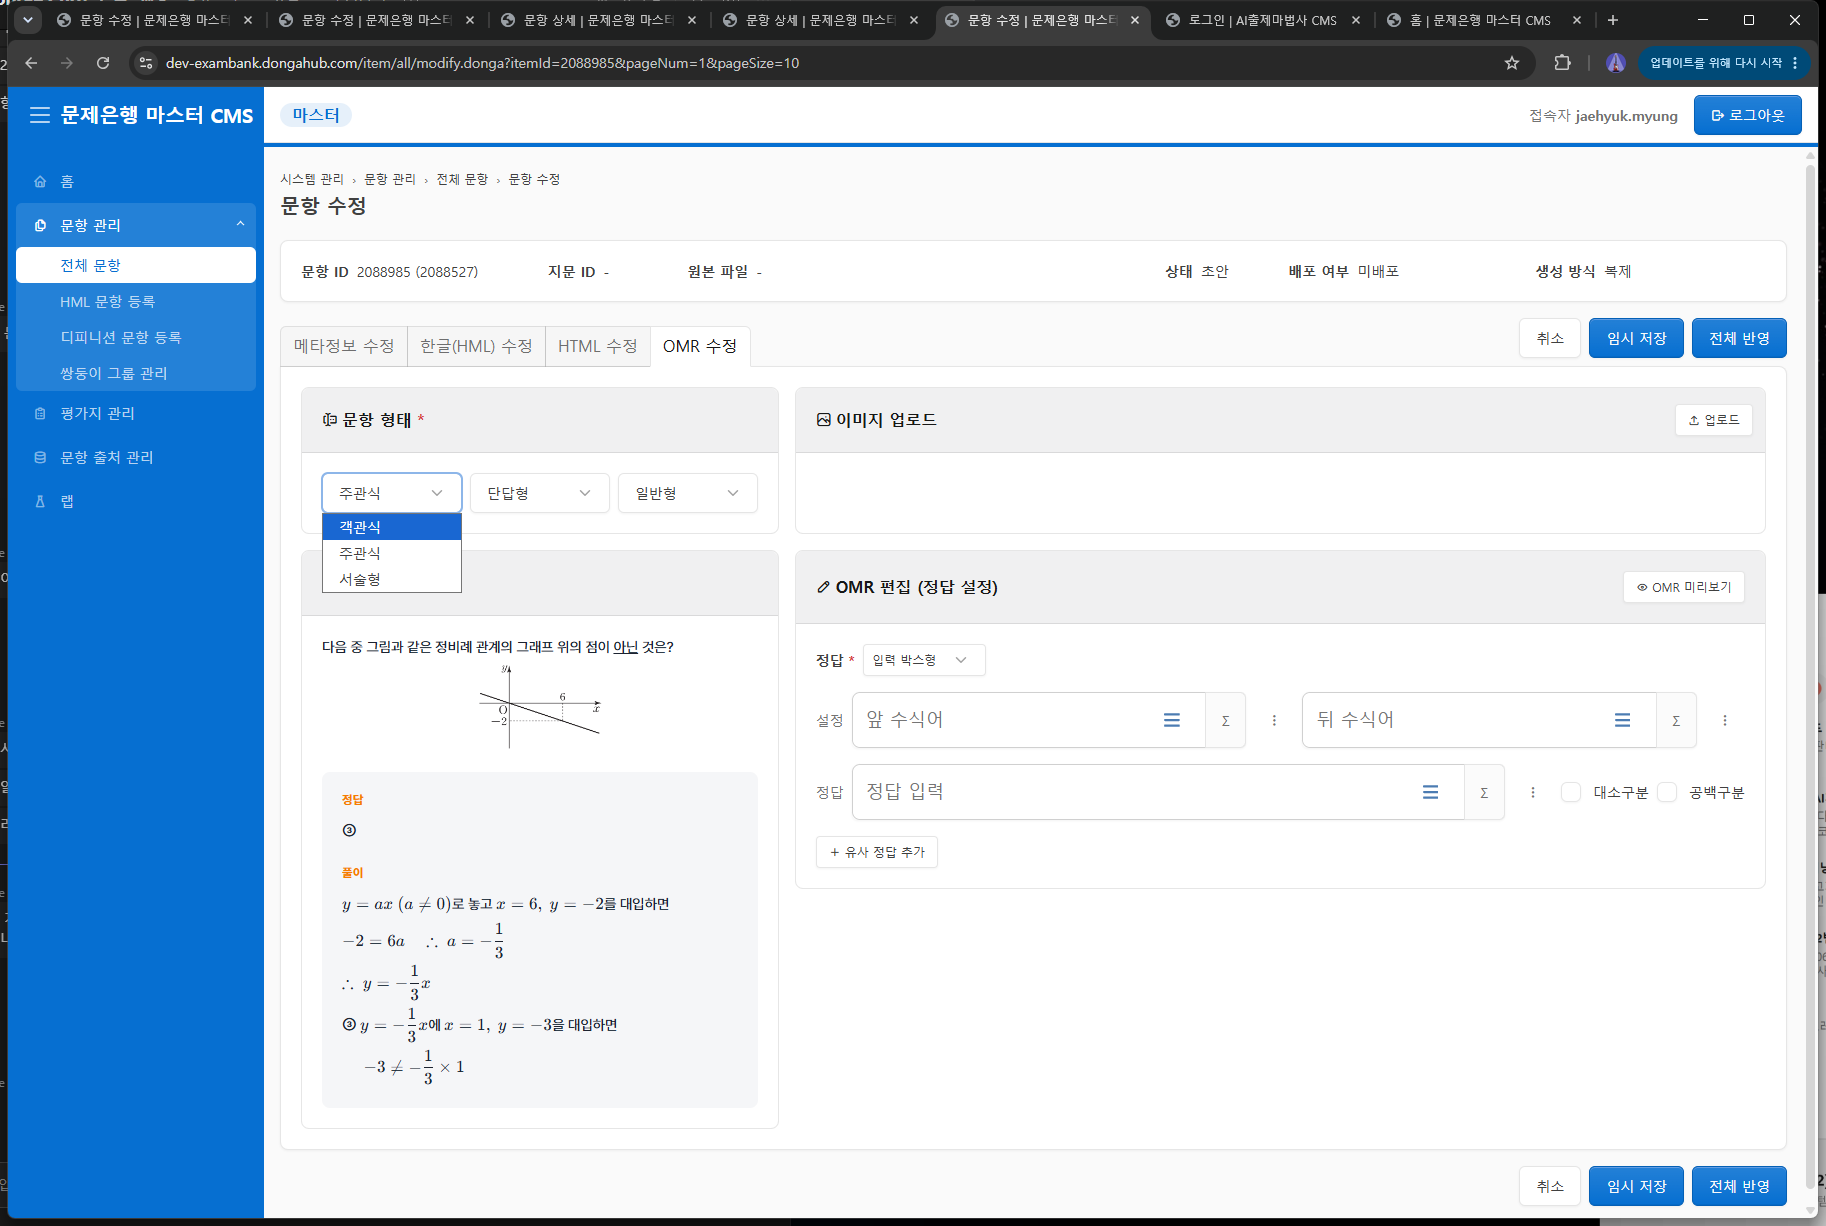 문항 수정 | 문제은행 마스터
문항 수정 | 문제은행 마스터
문항 상세 | 문제은행 마스터
문항 상세 | 문제은행 마스터
문항 수정 | 문제은행 마스터
로그인 | AI출제마법사 CMS
홈 | 문제은행 마스터 CMS
dev-exambank.dongahub.com/item/all/modify.donga?itemId=2088985&pageNum=1&pageSize=10
업데이트를 위해 다시 시작
문제은행 마스터 CMS
마스터
접속자 jaehyuk.myung
로그아웃
홈
문항 관리
전체 문항
HML 문항 등록
디피니션 문항 등록
쌍둥이 그룹 관리
평가지 관리
문항 출처 관리
랩
시스템 관리 › 문항 관리 › 전체 문항 › 문항 수정
문항 수정
문항 ID 2088985 (2088527) 지문 ID - 원본 파일 - 상태 초안 배포 여부 미배포 생성 방식 복제
메타정보 수정 한글(HML) 수정 HTML 수정 OMR 수정
취소 임시 저장 전체 반영
문항 형태 *
주관식 단답형 일반형
객관식
주관식
서술형
이미지 업로드
업로드
다음 중 그림과 같은 정비례 관계의 그래프 위의 점이 아닌 것은?
y
6
O
x
−2
정답
③
풀이
y = ax (a ≠ 0)로 놓고 x = 6, y = −2를 대입하면
−2 = 6a ∴ a = −1/3
∴ y = −1/3x
③ y = −1/3x에 x = 1, y = −3을 대입하면
−3 ≠ −1/3 × 1
OMR 편집 (정답 설정)
OMR 미리보기
정답 * 입력 박스형
설정 앞 수식어 Σ 뒤 수식어 Σ
정답 정답 입력 Σ 대소구분 공백구분
+ 유사 정답 추가
취소 임시 저장 전체 반영